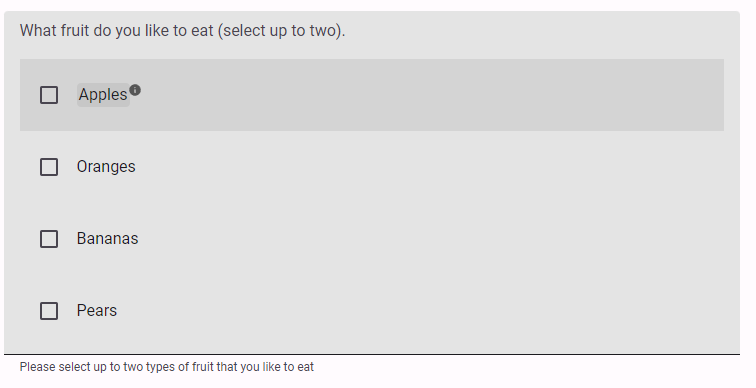 What fruit do you like to eat (select up to two).
Apples
Oranges
Bananas
Pears
Please select up to two types of fruit that you like to eat